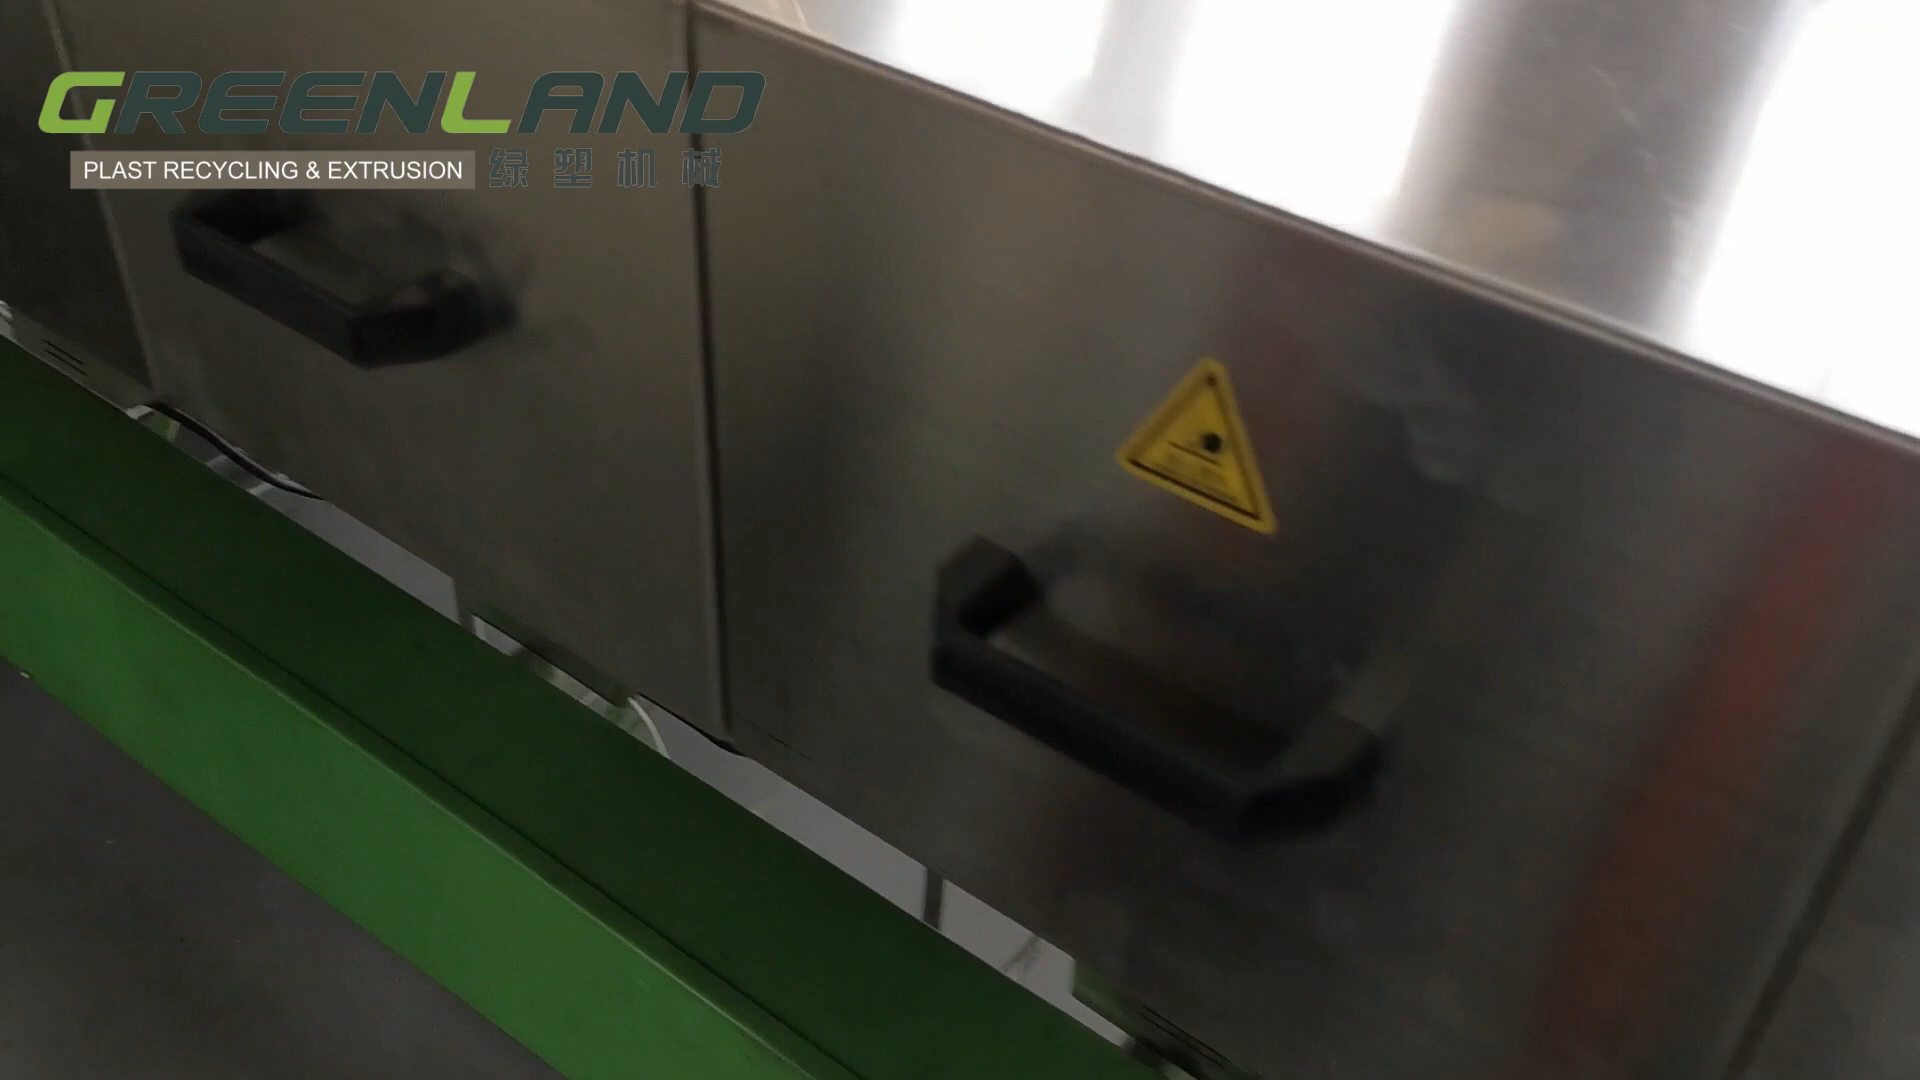 GREENLAND
PLAST RECYCLING & EXTRUSION 绿塑机械